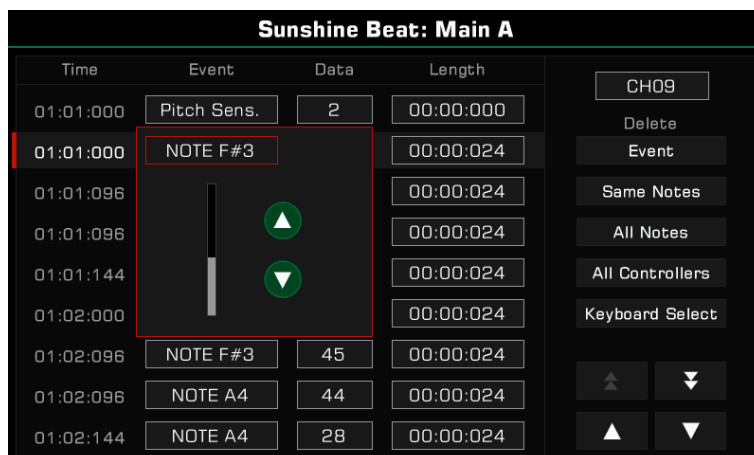 Sunshine Beat: Main A
Time Event Data Length
01:01:000 Pitch Sens. 2 00:00:000
01:01:000 NOTE F#3 00:00:024
01:01:096 00:00:024
01:01:096 00:00:024
01:01:144 00:00:024
01:02:000 00:00:024
01:02:096 NOTE F#3 45 00:00:024
01:02:096 NOTE A4 44 00:00:024
01:02:144 NOTE A4 28 00:00:024
CH09
Delete
Event
Same Notes
All Notes
All Controllers
Keyboard Select